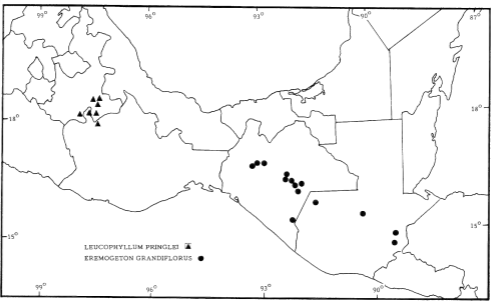 99° 96° 93° 90° 87°
18° 18°
15° 15°
LEUCOPHYLLUM PRINGLEI
EREMOGETON GRANDIFLORUS
99° 96° 93° 90°